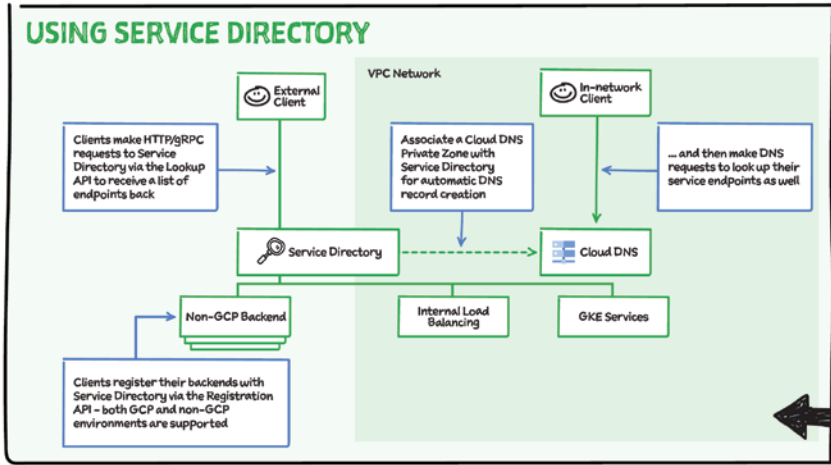 USING SERVICE DIRECTORY
VPC Network
External
Client
In-network
Client
Clients make HTTP/gRPC
requests to Service
Directory via the Lookup
API to receive a list of
endpoints back
Associate a Cloud DNS
Private Zone with
Service Directory
for automatic DNS
record creation
... and then make DNS
requests to look up their
service endpoints as well
Service Directory
Cloud DNS
Non-GCP Backend
Internal Load
Balancing
GKE Services
Clients register their backends with
Service Directory via the Registration
API - both GCP and non-GCP
environments are supported